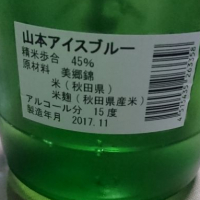 山本アイスブルー
精米歩合 45%
原材料 美郷錦
米(秋田県)
米麹(秋田県産米)
アルコール分 15度
製造年月 2017.11